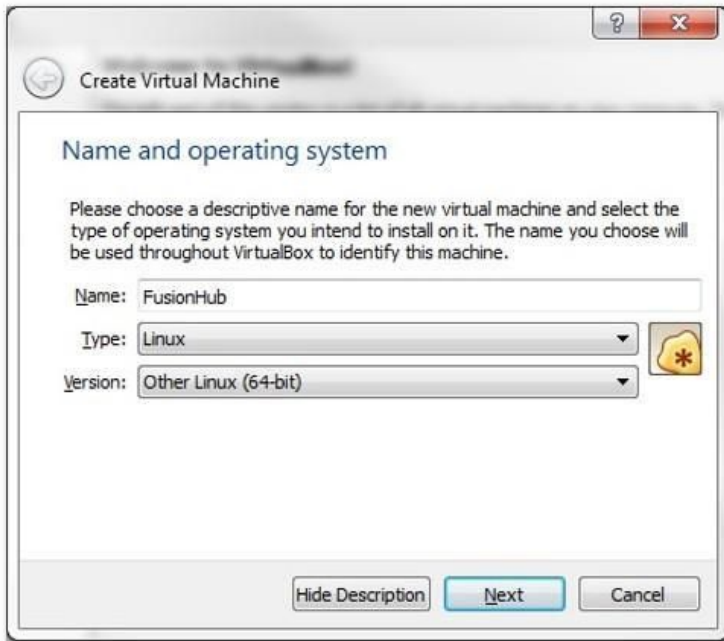 Create Virtual Machine
Name and operating system
Please choose a descriptive name for the new virtual machine and select the
type of operating system you intend to install on it. The name you choose will
be used throughout VirtualBox to identify this machine.
Name: FusionHub
Type: Linux
Version: Other Linux (64-bit)
Hide Description Next Cancel